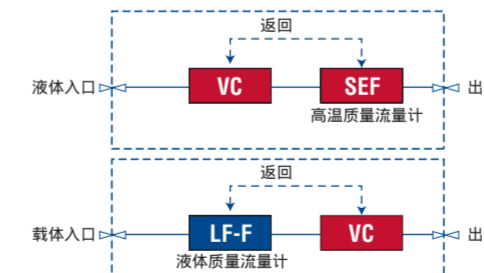 返回
液体入口 VC SEF 出
高温质量流量计
返回
载体入口 LF-F VC 出
液体质量流量计